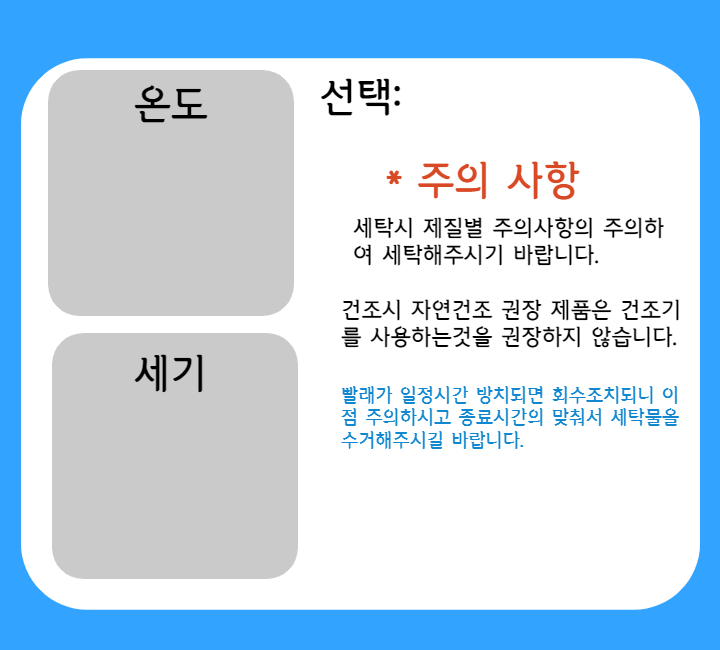 온도
세기
선택:
* 주의 사항
세탁시 제질별 주의사항의 주의하
여 세탁해주시기 바랍니다.
건조시 자연건조 권장 제품은 건조기
를 사용하는것을 권장하지 않습니다.
빨래가 일정시간 방치되면 회수조치되니 이
점 주의하시고 종료시간의 맞춰서 세탁물을
수거해주시길 바랍니다.